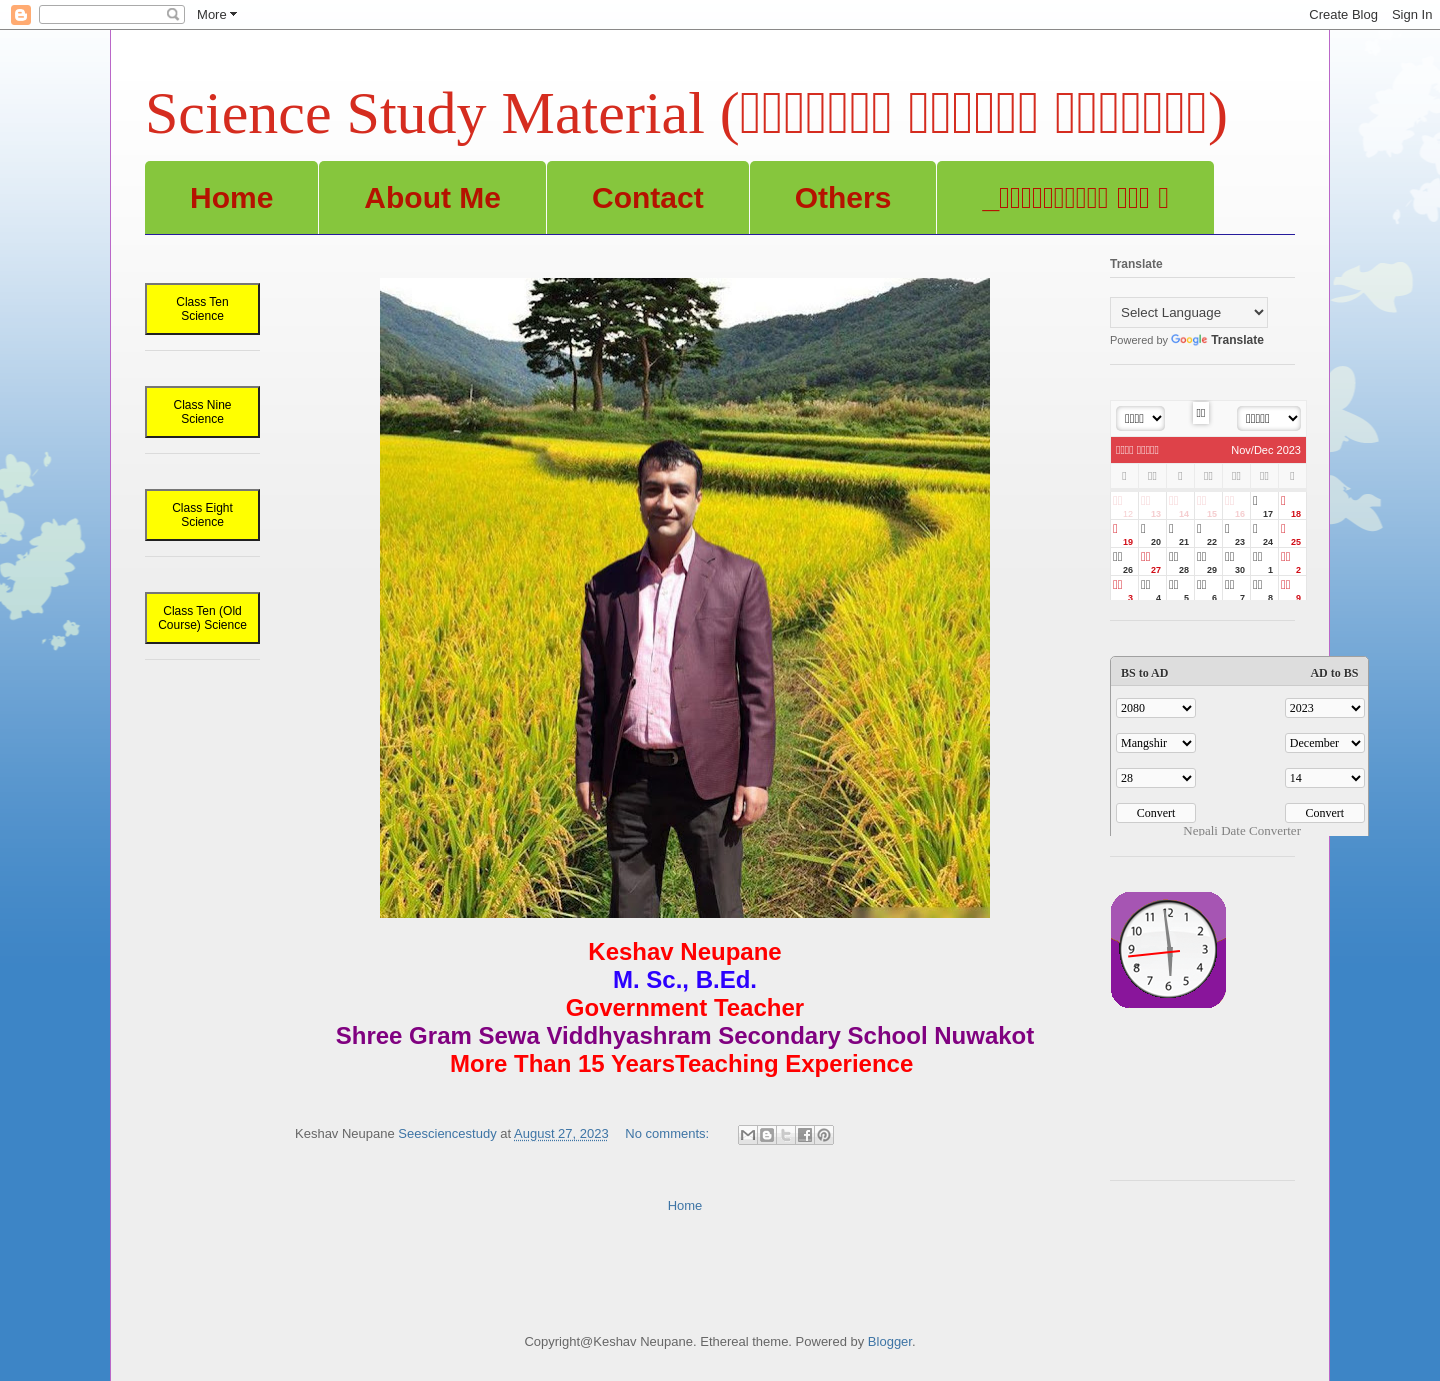 More
Create Blog
Sign In
Science Study Material (
Home
About Me
Contact
Others
Class Ten
Science
Class Nine
Science
Class Eight
Science
Class Ten (Old
Course) Science
Keshav Neupane
M. Sc., B.Ed.
Government Teacher
Shree Gram Sewa Viddhyashram Secondary School Nuwakot
More Than 15 YearsTeaching Experience
Keshav Neupane Seesciencestudy at August 27, 2023 No comments:
Home
Translate
Select Language
Powered by Google Translate
Nov/Dec 2023
12 13 14 15 16 17 18
19 20 21 22 23 24 25
26 27 28 29 30 1 2
3 4 5 6 7 8 9
BS to AD AD to BS
2080 2023
Mangshir December
28 14
Convert Convert
Nepali Date Converter
12
11 1
10 2
9 3
8 4
7 5
6
Copyright@Keshav Neupane. Ethereal theme. Powered by Blogger.